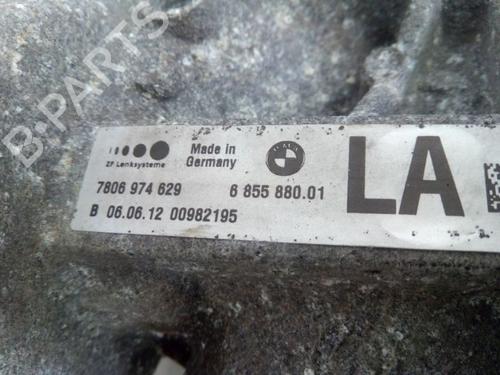 B-PARTS
ZF Lenksysteme
Made in
Germany
LA
7806 974 629
6 855 880.01
B 06.06.12 00982195